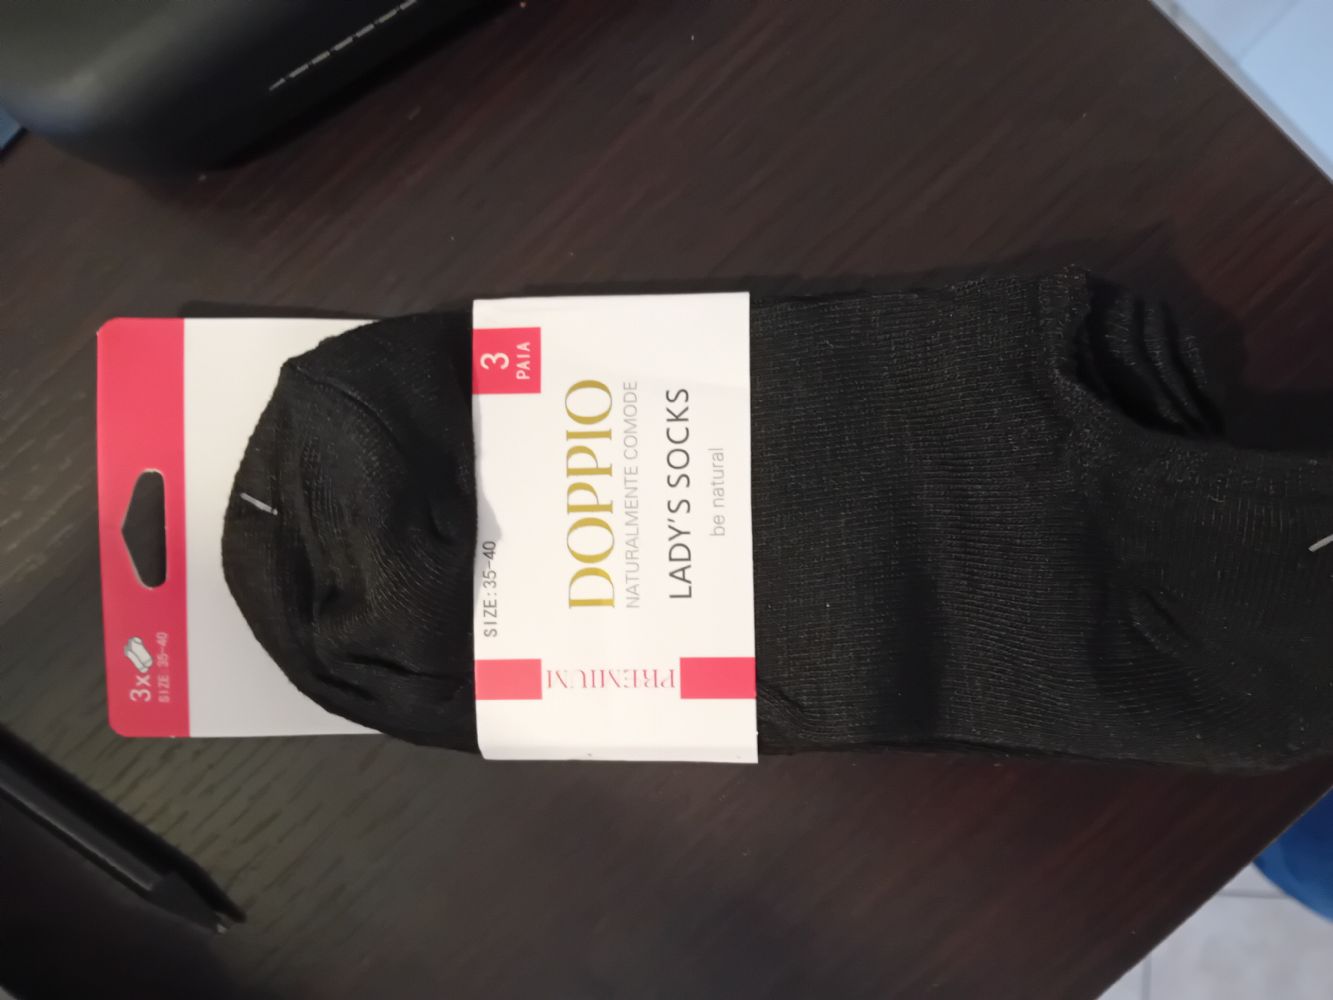 3x
SIZE 35-40
3
PAIA
SIZE: 35-40
DOPPIO
NATURALMENTE COMODE
LADY'S SOCKS
be natural
PREMIUM